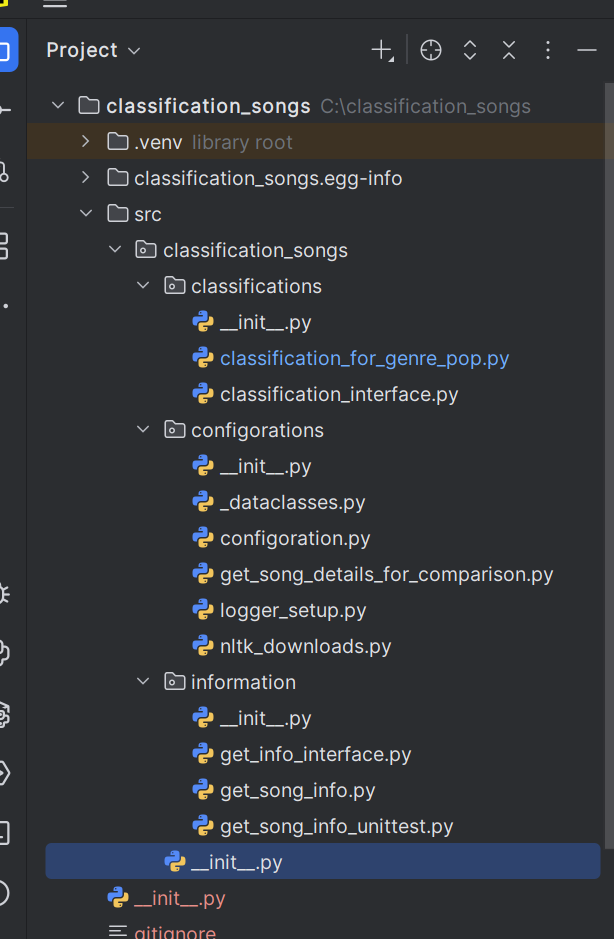 Project
classification_songs C:\classification_songs
.venv library root
classification_songs.egg-info
src
classification_songs
classifications
__init__.py
classification_for_genre_pop.py
classification_interface.py
configorations
__init__.py
_dataclasses.py
configoration.py
get_song_details_for_comparison.py
logger_setup.py
nltk_downloads.py
information
__init__.py
get_info_interface.py
get_song_info.py
get_song_info_unittest.py
__init__.py
__init__.py
gitignore